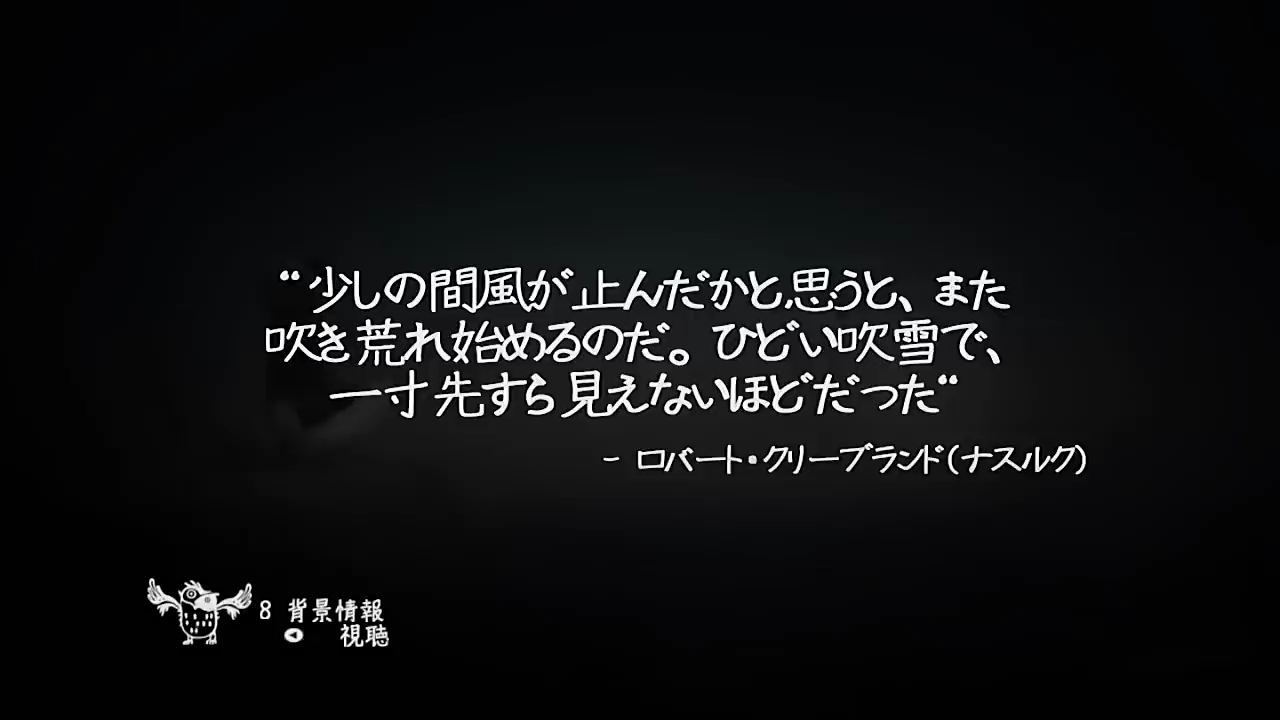 “少しの間風が止んだかと思うと、また
吹き荒れ始めるのだ。ひどい吹雪で、
一寸先すら見えないほどだった“
- ロバート・クリーブランド(ナスルク)
8 背景情報
視聴